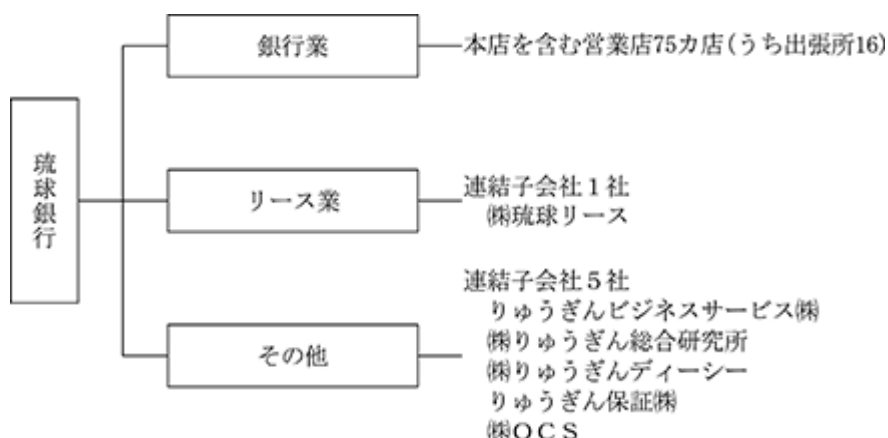 琉球銀行
銀行業
本店を含む営業店75カ店(うち出張所16)
リース業
連結子会社1社
㈱琉球リース
その他
連結子会社5社
りゅうぎんビジネスサービス㈱
㈱りゅうぎん総合研究所
㈱りゅうぎんディーシー
りゅうぎん保証㈱
㈱OCS